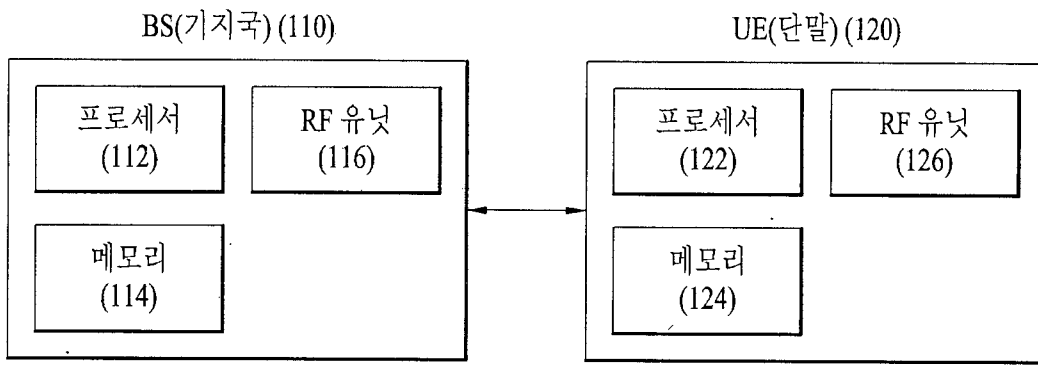 BS(기지국) (110)
프로세서
(112)
RF 유닛
(116)
메모리
(114)
UE(단말) (120)
프로세서
(122)
RF 유닛
(126)
메모리
(124)